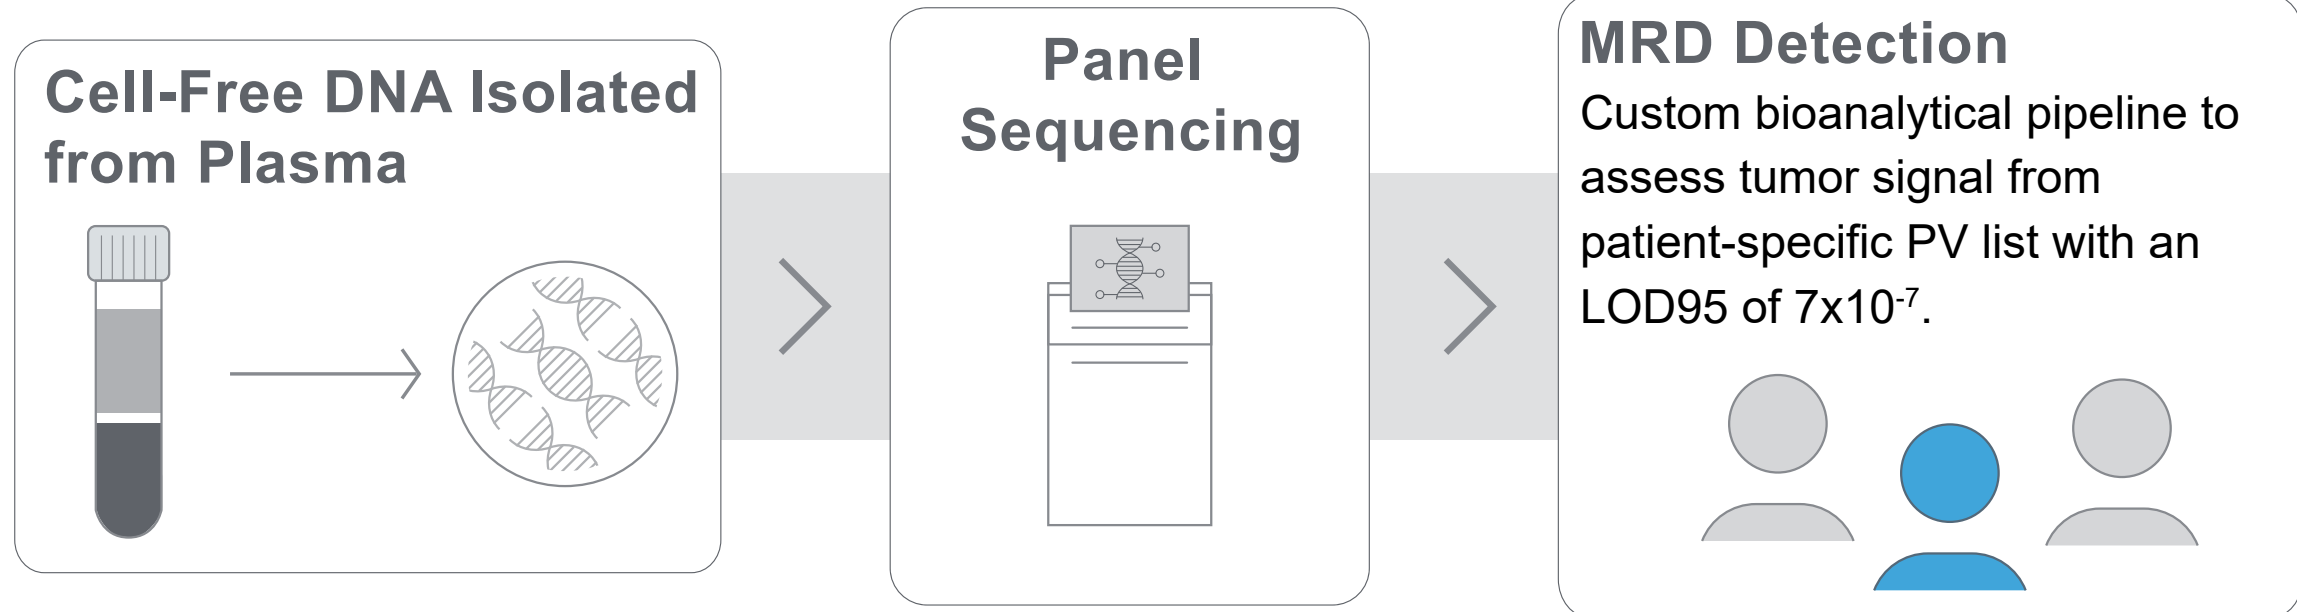 Cell-Free DNA Isolated
from Plasma
Panel
Sequencing
MRD Detection
Custom bioanalytical pipeline to
assess tumor signal from
patient-specific PV list with an
LOD95 of 7x10⁻⁷.